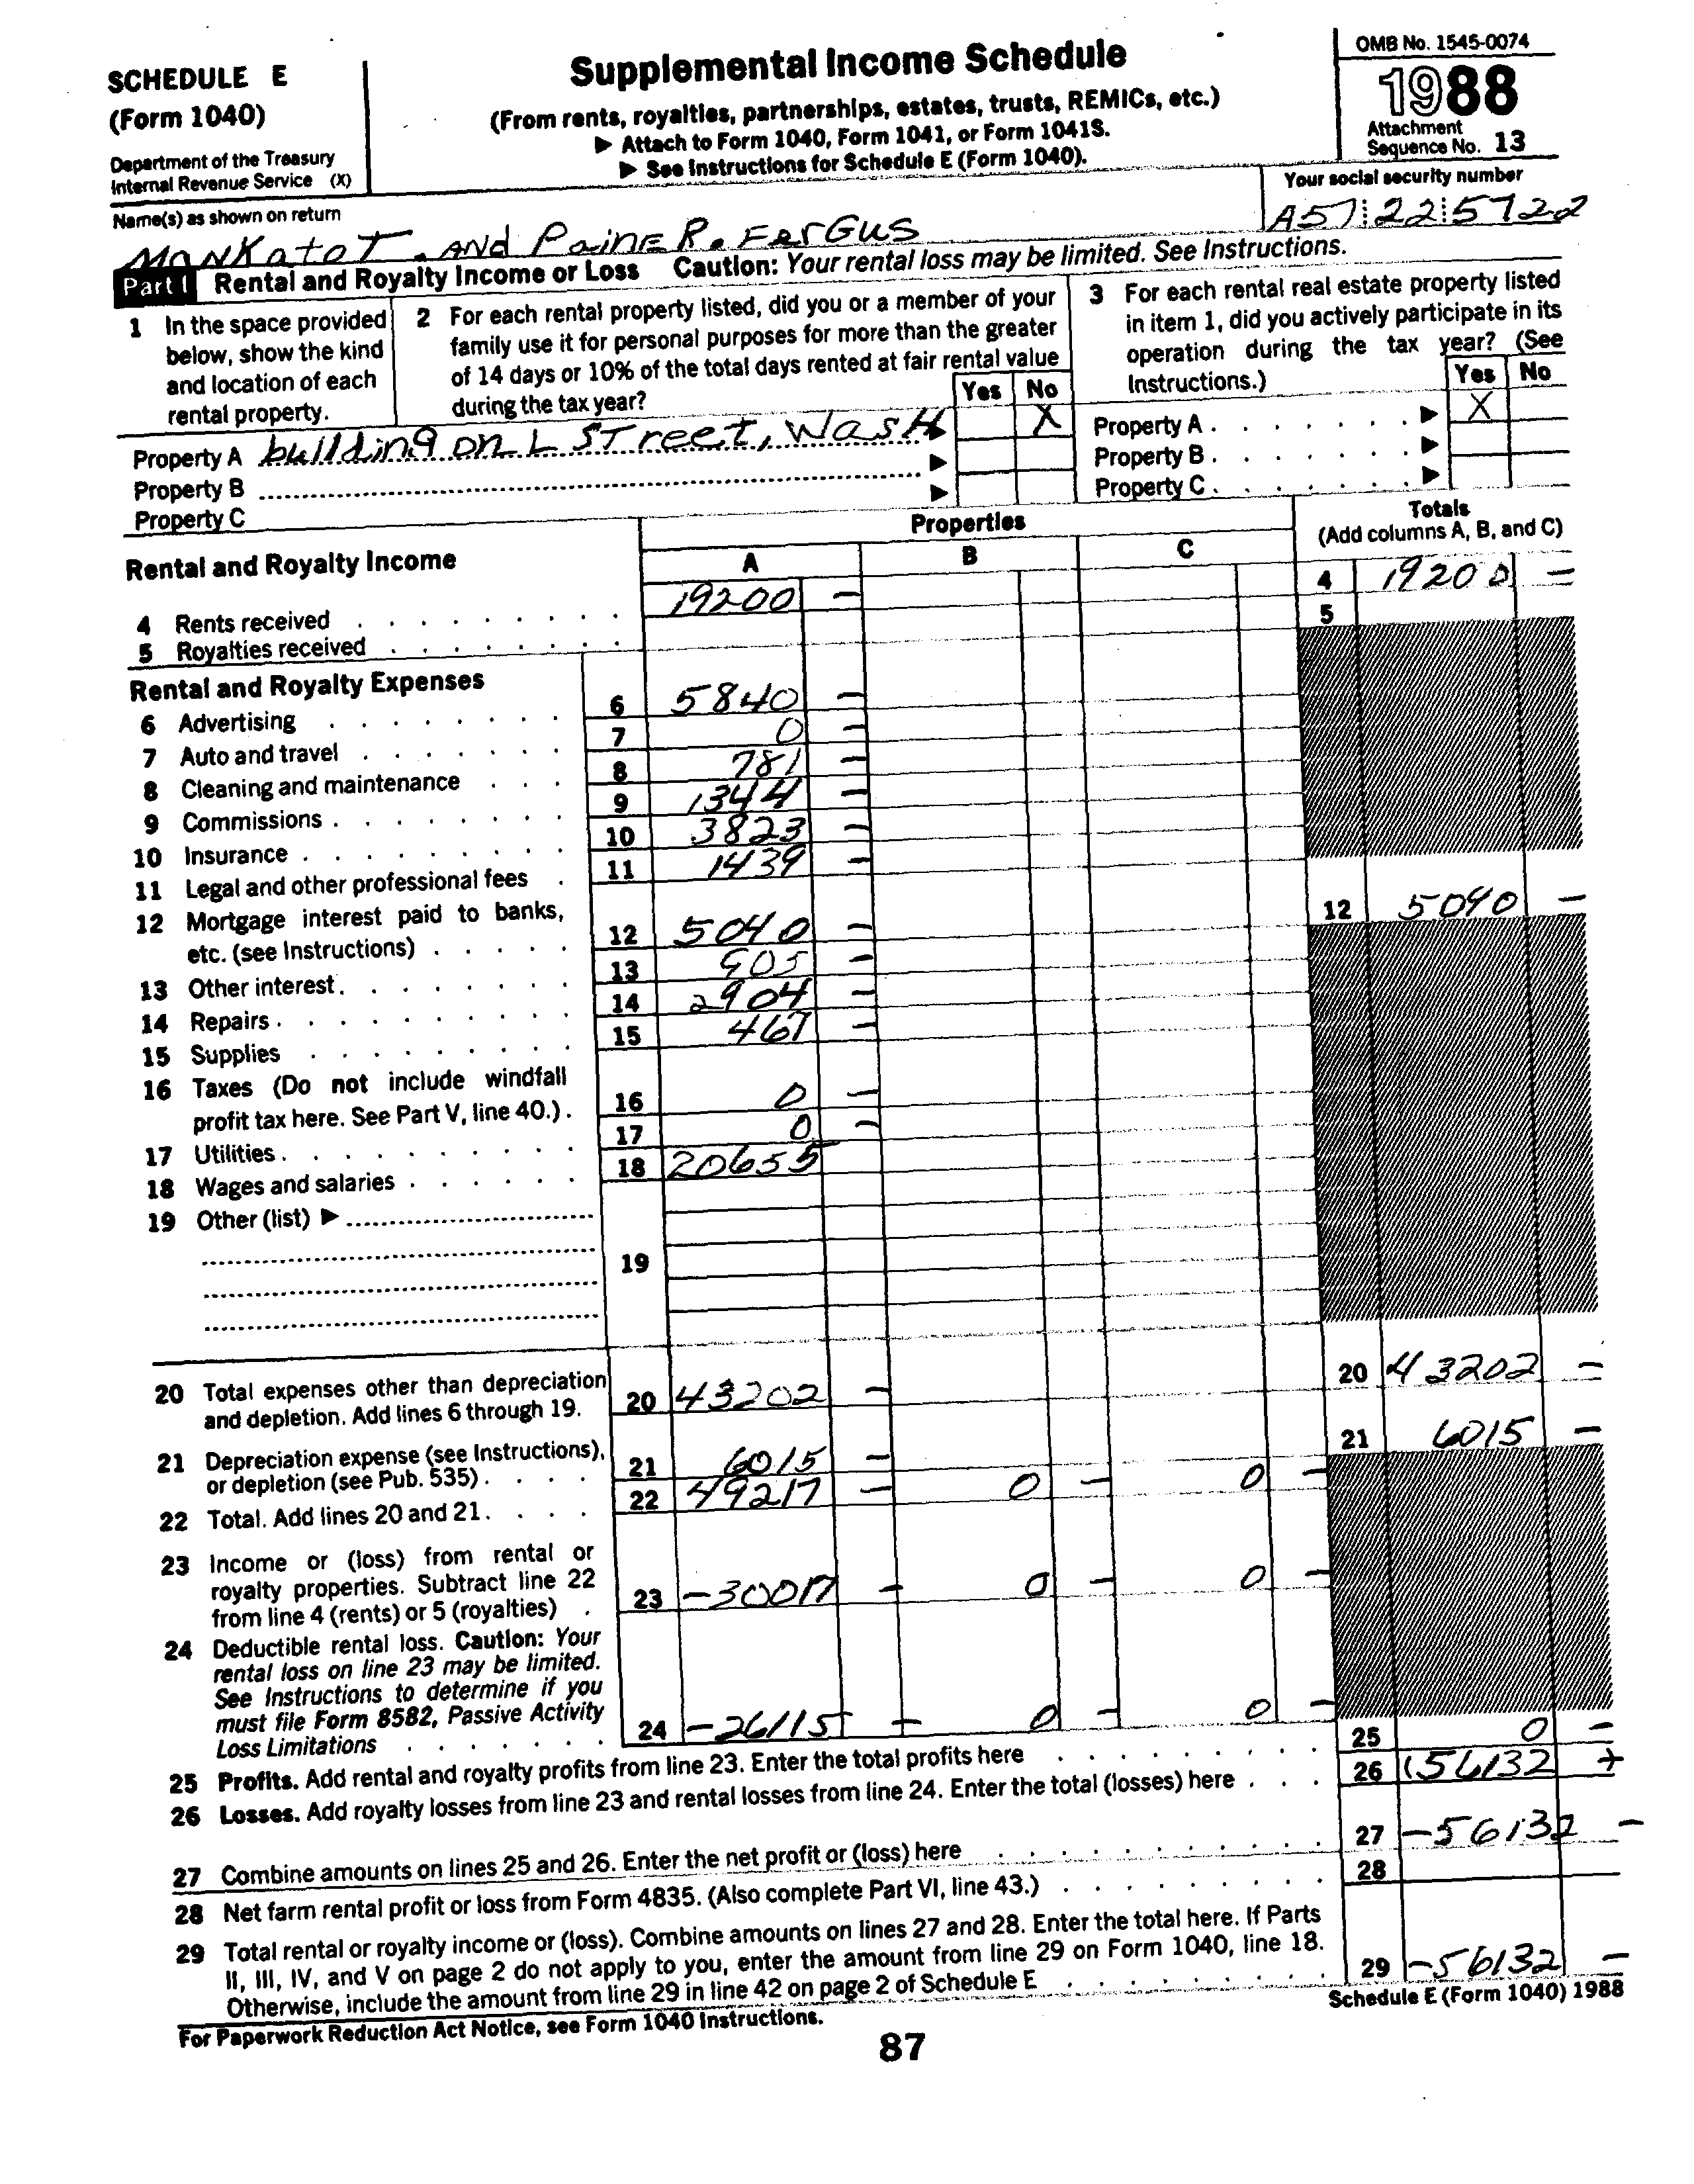 SCHEDULE E
(Form 1040)
Department of the Treasury
Internal Revenue Service (X)
Supplemental Income Schedule
(From rents, royalties, partnerships, estates, trusts, REMICs, etc.)
▶ Attach to Form 1040, Form 1041, or Form 1041S.
▶ See Instructions for Schedule E (Form 1040).
OMB No. 1545-0074
1988
Attachment
Sequence No. 13
Name(s) as shown on return
Your social security number
MANKatoT. AND PainE R. FErGUS
A57 22 5722
Part I Rental and Royalty Income or Loss Caution: Your rental loss may be limited. See Instructions.
1 In the space provided
below, show the kind
and location of each
rental property.
2 For each rental property listed, did you or a member of your
family use it for personal purposes for more than the greater
of 14 days or 10% of the total days rented at fair rental value
during the tax year?
Yes No
3 For each rental real estate property listed
in item 1, did you actively participate in its
operation during the tax year? (See
Instructions.)
Yes No
Property A building on L STreet, WasH ▶ X
Property B ▶
Property C ▶
Property A ▶ X
Property B ▶
Property C ▶
Rental and Royalty Income
Properties
A B C
Totals
(Add columns A, B, and C)
4 Rents received 19200 – 4 19200 –
5 Royalties received 5
Rental and Royalty Expenses
6 Advertising 6 5840 –
7 Auto and travel 7 0 –
8 Cleaning and maintenance 8 781 –
9 Commissions 9 1344 –
10 Insurance 10 3823 –
11 Legal and other professional fees 11 1439 –
12 Mortgage interest paid to banks,
etc. (see Instructions) 12 5040 – 12 5040 –
13 Other interest 13 905 –
14 Repairs 14 2904 –
15 Supplies 15 467 –
16 Taxes (Do not include windfall
profit tax here. See Part V, line 40.) 16 0 –
17 Utilities 17 0 –
18 Wages and salaries 18 20655
19 Other (list) ▶
19
20 Total expenses other than depreciation
and depletion. Add lines 6 through 19. 20 43202 – 20 43202 –
21 Depreciation expense (see Instructions),
or depletion (see Pub. 535) 21 6015 – 21 6015 –
22 Total. Add lines 20 and 21 22 49217 – 0 – 0 –
23 Income or (loss) from rental or
royalty properties. Subtract line 22
from line 4 (rents) or 5 (royalties) 23 –30017 – 0 – 0 –
24 Deductible rental loss. Caution: Your
rental loss on line 23 may be limited.
See Instructions to determine if you
must file Form 8582, Passive Activity
Loss Limitations 24 –26115 – 0 – 0 –
25 Profits. Add rental and royalty profits from line 23. Enter the total profits here 25 0 –
26 Losses. Add royalty losses from line 23 and rental losses from line 24. Enter the total (losses) here 26 (56132 +
27 Combine amounts on lines 25 and 26. Enter the net profit or (loss) here 27 –56132 –
28 Net farm rental profit or loss from Form 4835. (Also complete Part VI, line 43.) 28
29 Total rental or royalty income or (loss). Combine amounts on lines 27 and 28. Enter the total here. If Parts
II, III, IV, and V on page 2 do not apply to you, enter the amount from line 29 on Form 1040, line 18.
Otherwise, include the amount from line 29 in line 42 on page 2 of Schedule E 29 –56132 –
For Paperwork Reduction Act Notice, see Form 1040 Instructions.
Schedule E (Form 1040) 1988
87